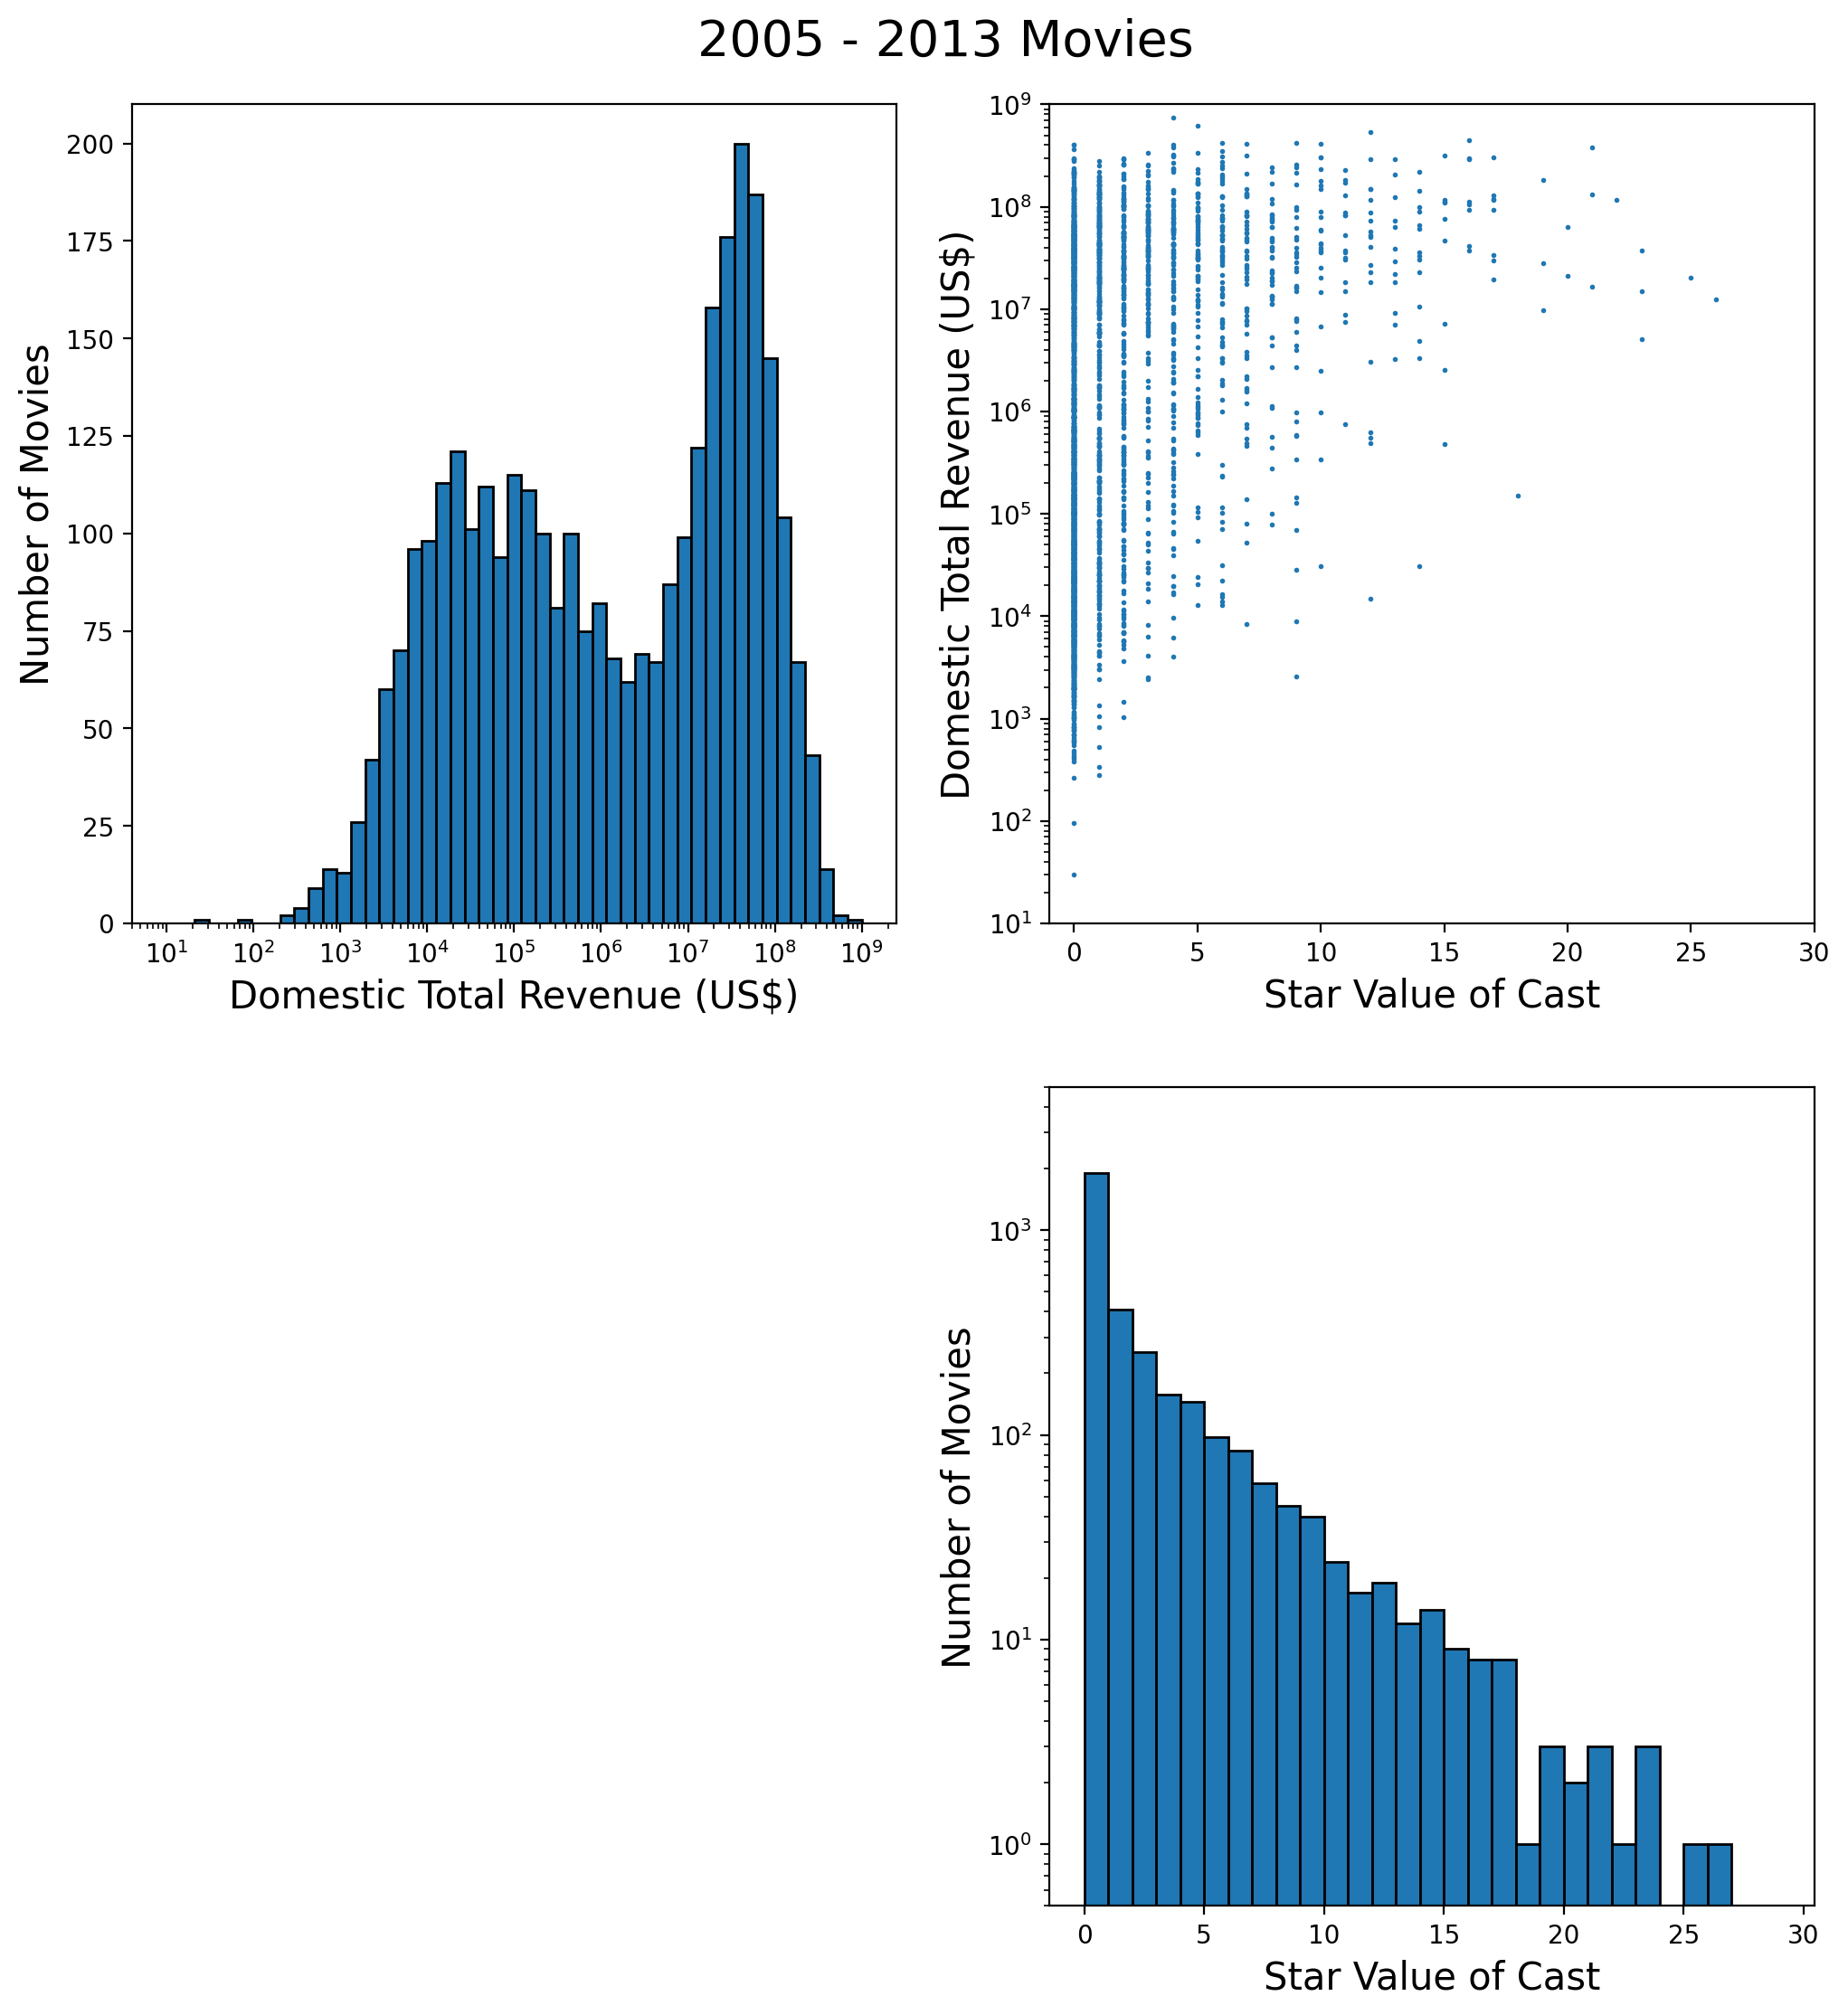 2005 - 2013 Movies
Number of Movies
200
175
150
125
100
75
50
25
0
10¹ 10² 10³ 10⁴ 10⁵ 10⁶ 10⁷ 10⁸ 10⁹
Domestic Total Revenue (US$)
Domestic Total Revenue (US$)
10⁹
10⁸
10⁷
10⁶
10⁵
10⁴
10³
10²
10¹
0 5 10 15 20 25 30
Star Value of Cast
Number of Movies
10³
10²
10¹
10⁰
0 5 10 15 20 25 30
Star Value of Cast